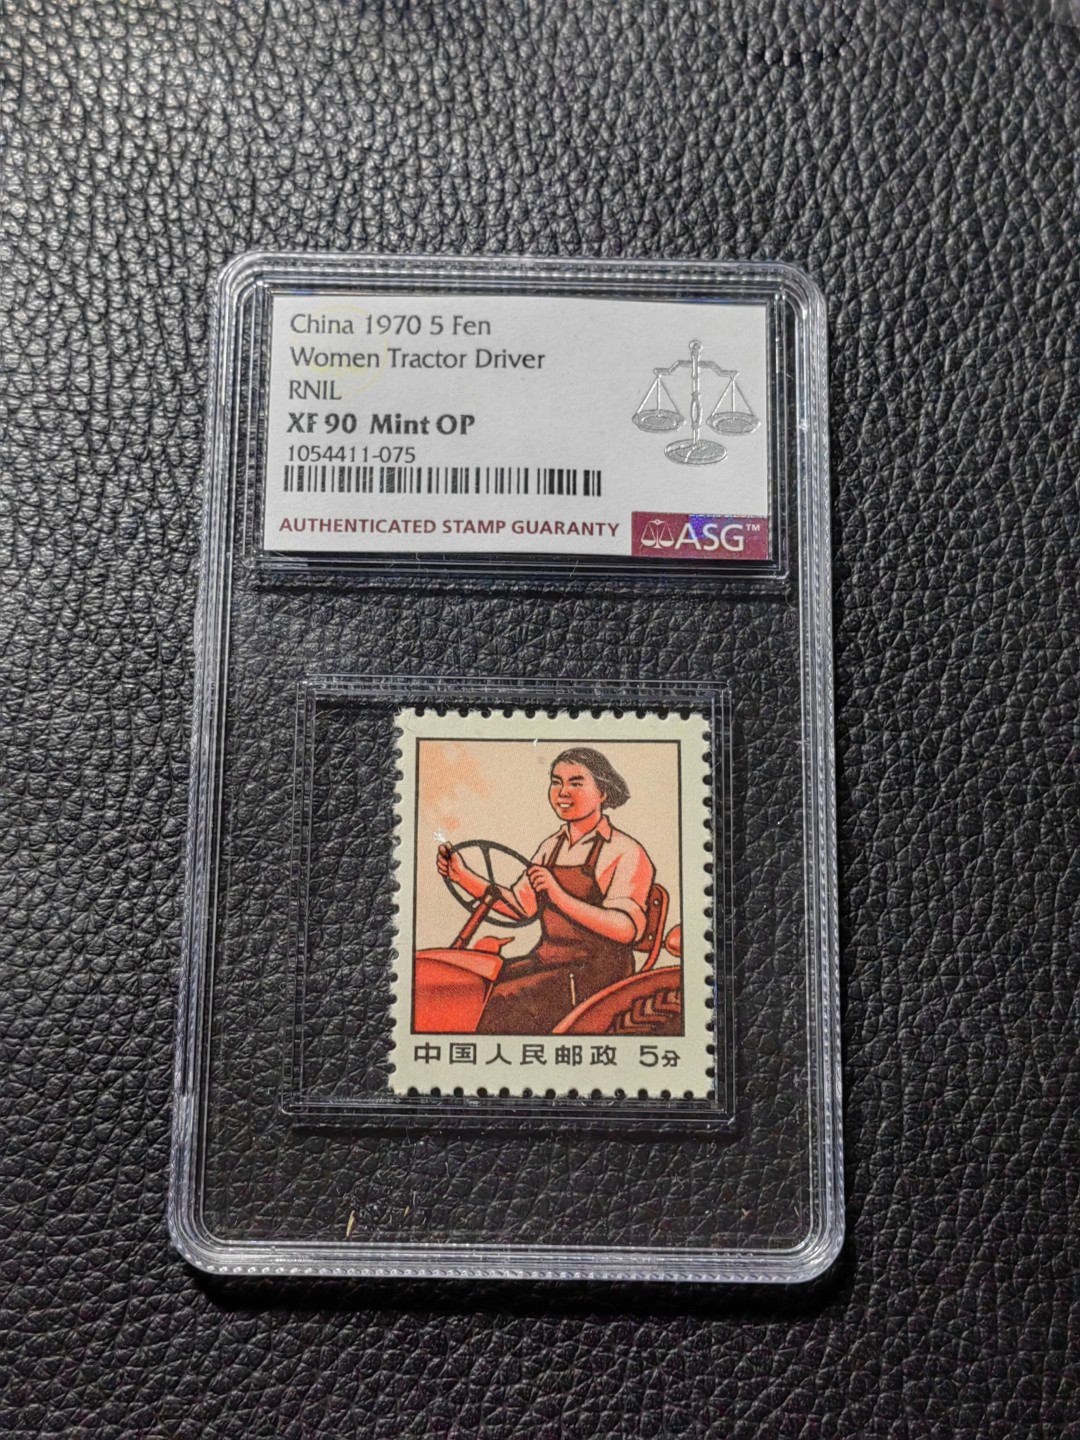 China 1970 5 Fen
Women Tractor Driver
RNIL
XF 90 Mint OP
1054411-075
AUTHENTICATED STAMP GUARANTY
ASG™
中国人民邮政 5分